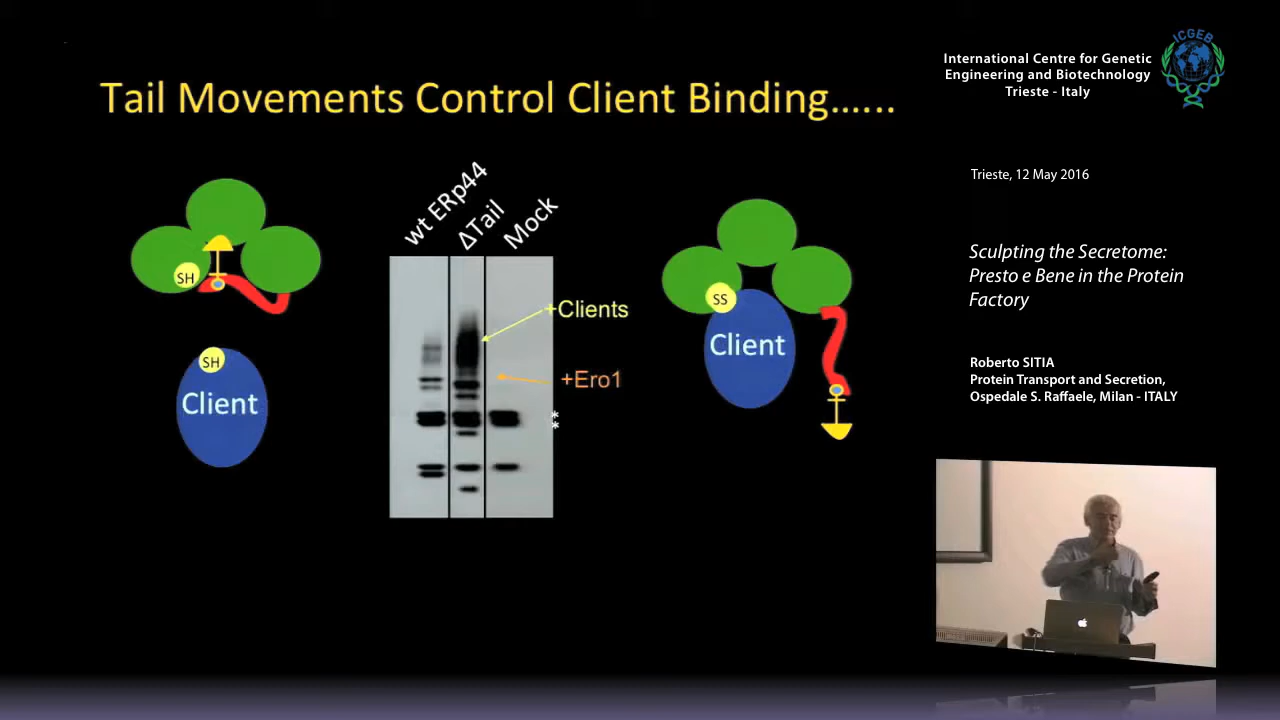 Tail Movements Control Client Binding......
SH
SH
Client
wt ERp44
ΔTail
Mock
+Clients
+Ero1
*
*
SS
Client
ICGEB
International Centre for Genetic
Engineering and Biotechnology
Trieste - Italy
Trieste, 12 May 2016
Sculpting the Secretome:
Presto e Bene in the Protein
Factory
Roberto SITIA
Protein Transport and Secretion,
Ospedale S. Raffaele, Milan - ITALY